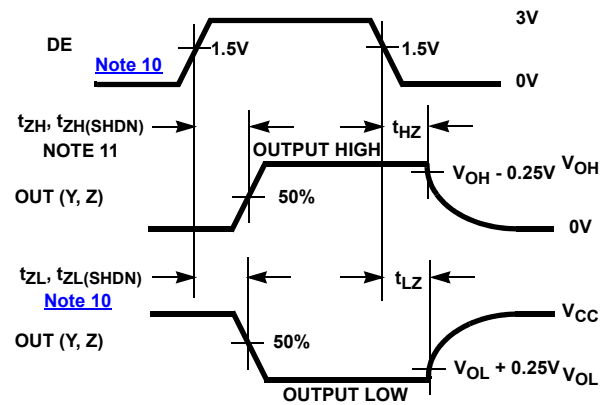 3V
DE
Note 10
1.5V
1.5V
0V
tZH, tZH(SHDN)
NOTE 11
tHZ
OUTPUT HIGH
VOH - 0.25V
VOH
OUT (Y, Z)
50%
0V
tZL, tZL(SHDN)
Note 10
tLZ
VCC
OUT (Y, Z)
50%
VOL + 0.25V
VOL
OUTPUT LOW